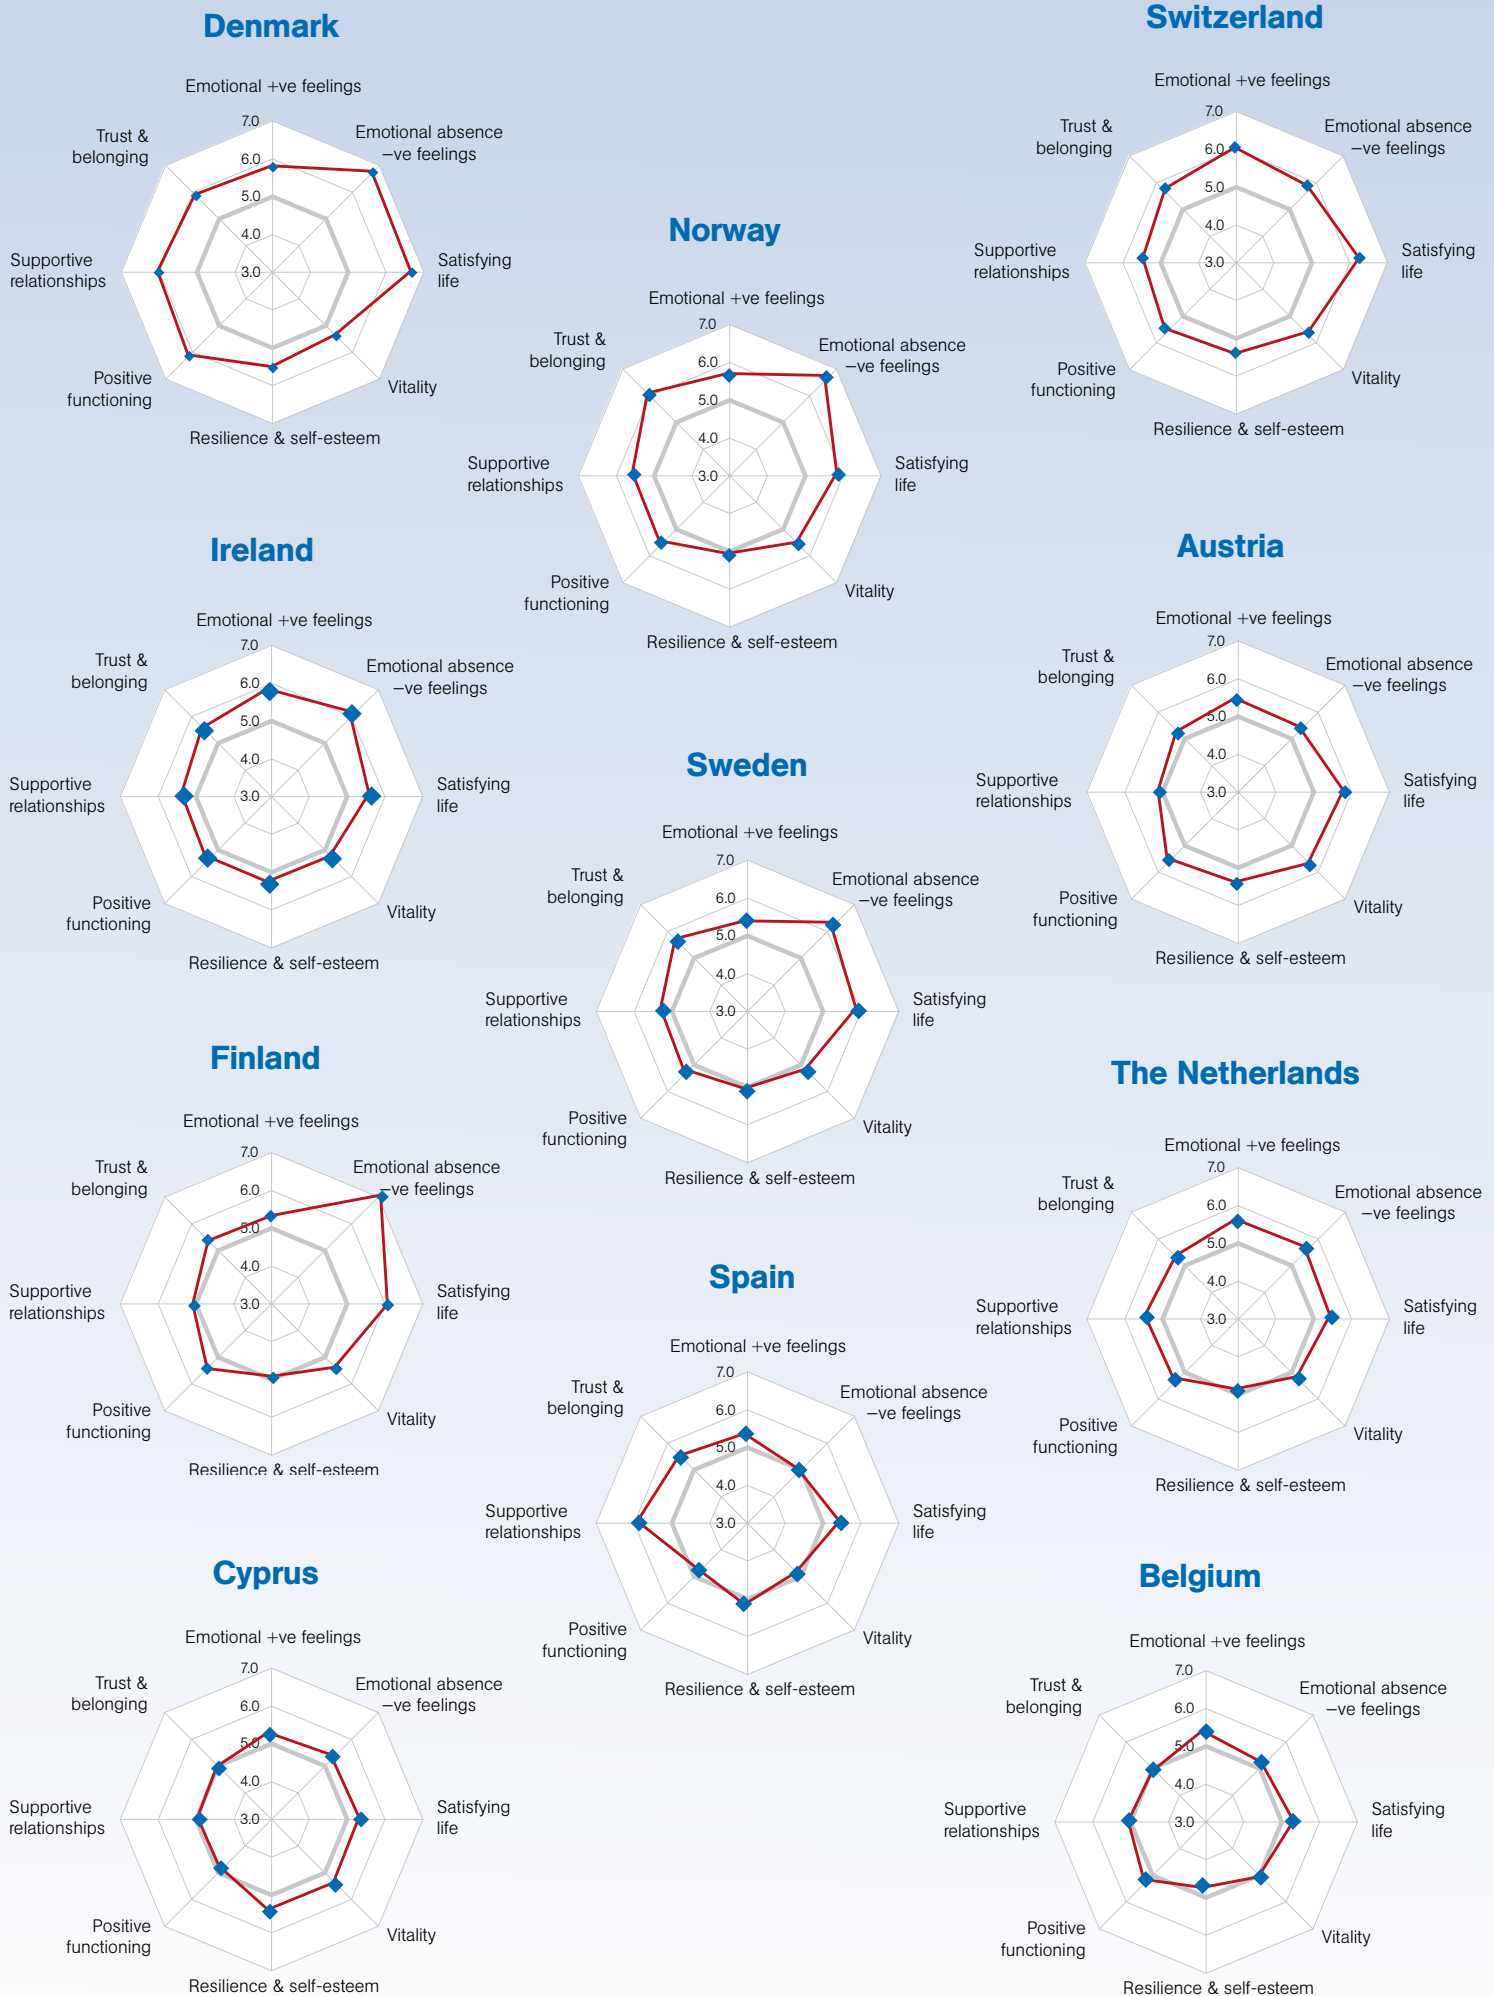 Denmark
Emotional +ve feelings
Trust &
belonging
Emotional absence
–ve feelings
7.0
6.0
5.0
4.0
3.0
Supportive
relationships
Satisfying
life
Positive
functioning
Vitality
Resilience & self-esteem
Switzerland
Emotional +ve feelings
Trust &
belonging
Emotional absence
–ve feelings
7.0
6.0
5.0
4.0
3.0
Supportive
relationships
Satisfying
life
Positive
functioning
Vitality
Resilience & self-esteem
Norway
Emotional +ve feelings
Trust &
belonging
Emotional absence
–ve feelings
7.0
6.0
5.0
4.0
3.0
Supportive
relationships
Satisfying
life
Positive
functioning
Vitality
Resilience & self-esteem
Ireland
Emotional +ve feelings
Trust &
belonging
Emotional absence
–ve feelings
7.0
6.0
5.0
4.0
3.0
Supportive
relationships
Satisfying
life
Positive
functioning
Vitality
Resilience & self-esteem
Austria
Emotional +ve feelings
Trust &
belonging
Emotional absence
–ve feelings
7.0
6.0
5.0
4.0
3.0
Supportive
relationships
Satisfying
life
Positive
functioning
Vitality
Resilience & self-esteem
Sweden
Emotional +ve feelings
Trust &
belonging
Emotional absence
–ve feelings
7.0
6.0
5.0
4.0
3.0
Supportive
relationships
Satisfying
life
Positive
functioning
Vitality
Resilience & self-esteem
Finland
Emotional +ve feelings
Trust &
belonging
Emotional absence
–ve feelings
7.0
6.0
5.0
4.0
3.0
Supportive
relationships
Satisfying
life
Positive
functioning
Vitality
Resilience & self-esteem
The Netherlands
Emotional +ve feelings
Trust &
belonging
Emotional absence
–ve feelings
7.0
6.0
5.0
4.0
3.0
Supportive
relationships
Satisfying
life
Positive
functioning
Vitality
Resilience & self-esteem
Spain
Emotional +ve feelings
Trust &
belonging
Emotional absence
–ve feelings
7.0
6.0
5.0
4.0
3.0
Supportive
relationships
Satisfying
life
Positive
functioning
Vitality
Resilience & self-esteem
Cyprus
Emotional +ve feelings
Trust &
belonging
Emotional absence
–ve feelings
7.0
6.0
5.0
4.0
3.0
Supportive
relationships
Satisfying
life
Positive
functioning
Vitality
Resilience & self-esteem
Belgium
Emotional +ve feelings
Trust &
belonging
Emotional absence
–ve feelings
7.0
6.0
5.0
4.0
3.0
Supportive
relationships
Satisfying
life
Positive
functioning
Vitality
Resilience & self-esteem